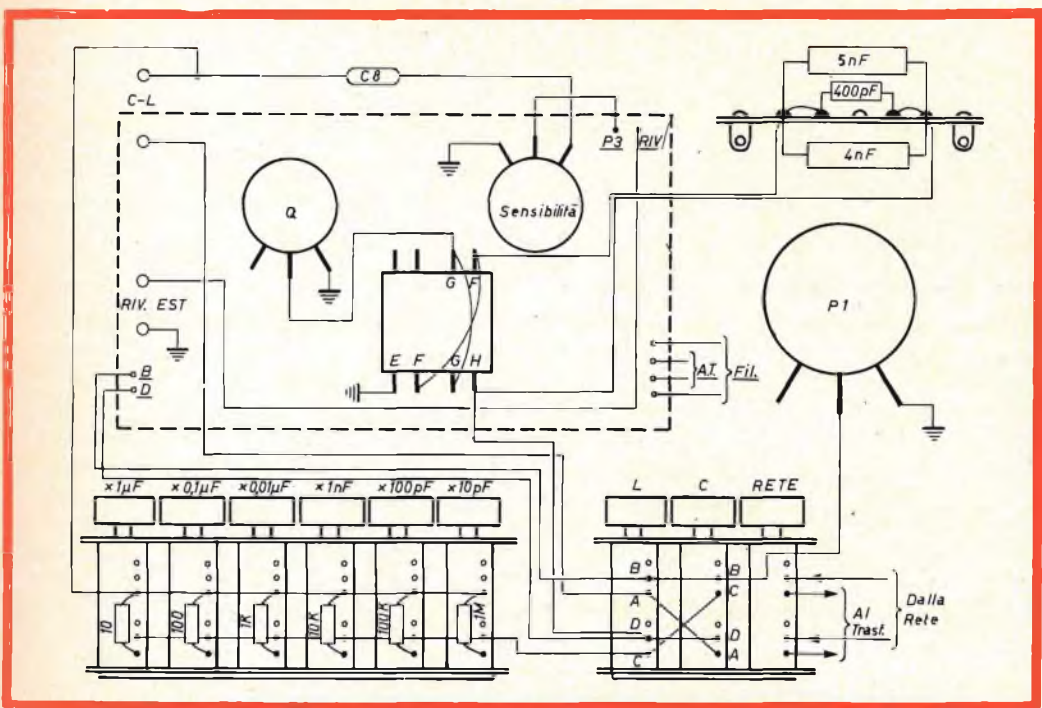 C8
5nF
400pF
4nF
C-L
P3
RIV.
Q
Sensibilità
G F
P1
RIV. EST
E F G H
B
D
A.T.
Fil.
×1µF ×0,1µF ×0,01µF ×1nF ×100pF ×10pF
L C RETE
B B
A C
D D
C A
10 100 1K 10K 100K 1M
Al
Trasf.
Dalla
Rete